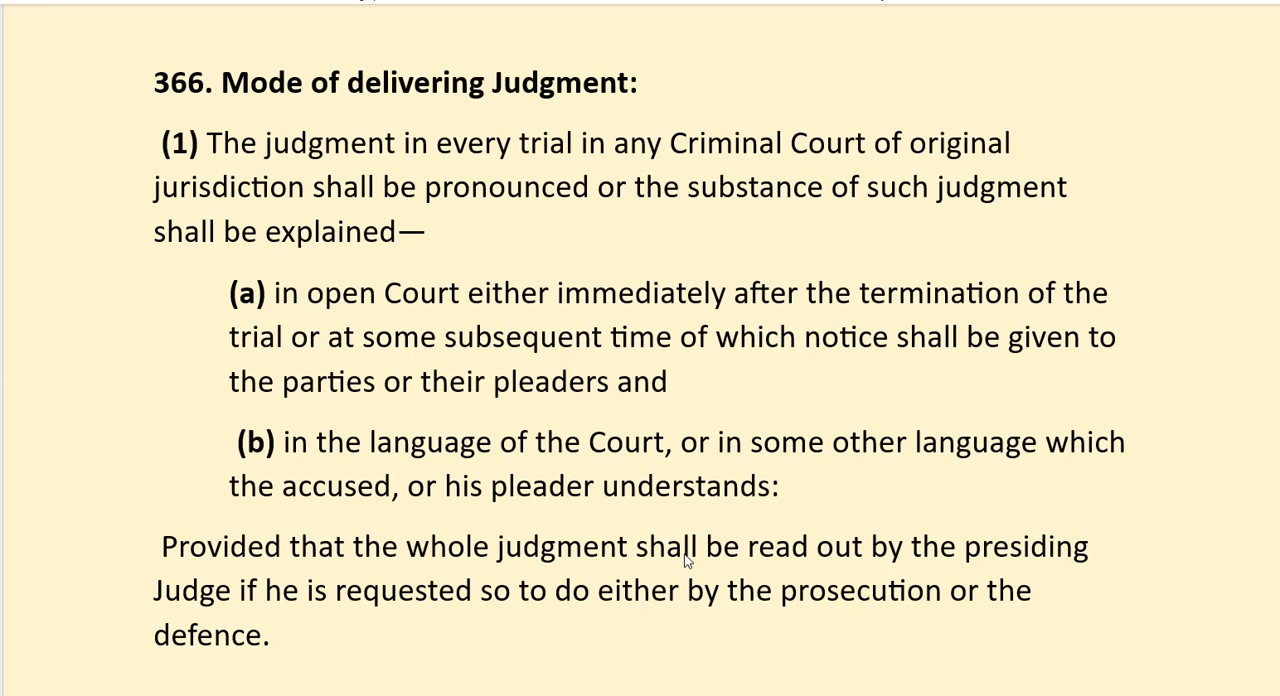 366. Mode of delivering Judgment:
(1) The judgment in every trial in any Criminal Court of original
jurisdiction shall be pronounced or the substance of such judgment
shall be explained—
(a) in open Court either immediately after the termination of the
trial or at some subsequent time of which notice shall be given to
the parties or their pleaders and
(b) in the language of the Court, or in some other language which
the accused, or his pleader understands:
Provided that the whole judgment shall be read out by the presiding
Judge if he is requested so to do either by the prosecution or the
defence.